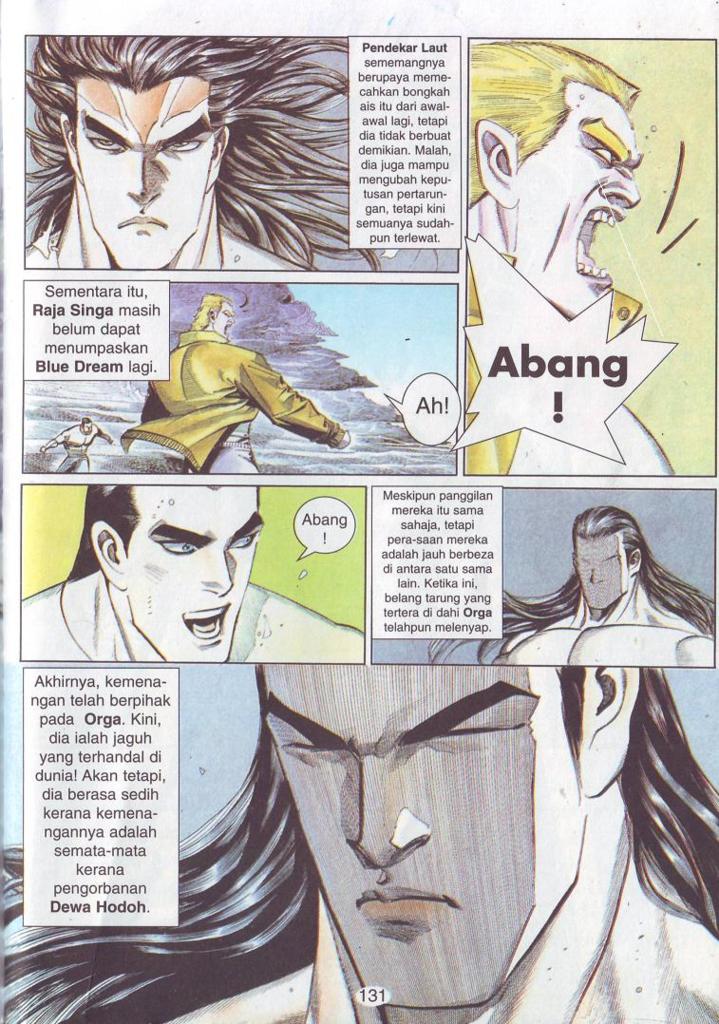 Pendekar Laut
sememangnya
berupaya meme-
cahkan bongkah
ais itu dari awal-
awal lagi, tetapi
dia tidak berbuat
demikian. Malah,
dia juga mampu
mengubah kepu-
tusan pertarun-
gan, tetapi kini
semuanya sudah-
pun terlewat.
Abang
!
Sementara itu,
Raja Singa masih
belum dapat
menumpaskan
Blue Dream lagi.
Ah!
Abang
!
Meskipun panggilan
mereka itu sama
sahaja, tetapi
pera-saan mereka
adalah jauh berbeza
di antara satu sama
lain. Ketika ini,
belang tarung yang
tertera di dahi Orga
telahpun melenyap.
Akhirnya, kemena-
ngan telah berpihak
pada Orga. Kini,
dia ialah jaguh
yang terhandal di
dunia! Akan tetapi,
dia berasa sedih
kerana kemena-
ngannya adalah
semata-mata
kerana
pengorbanan
Dewa Hodoh.
131